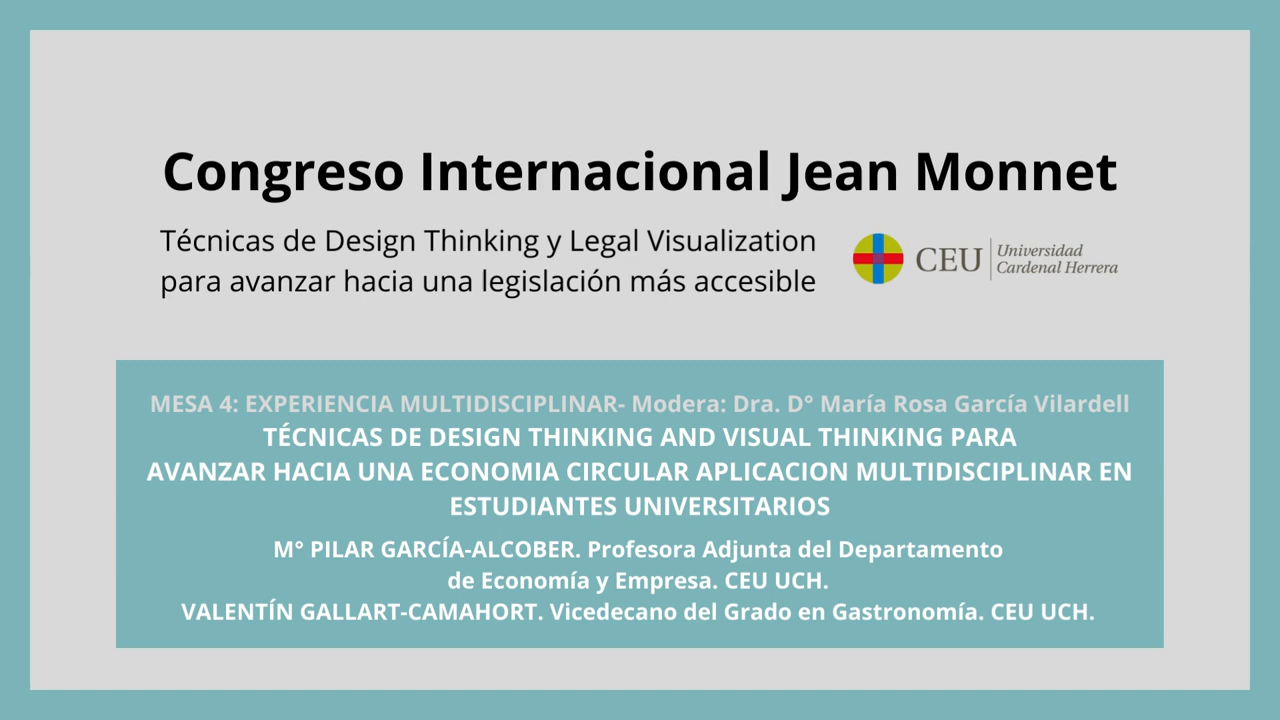 Congreso Internacional Jean Monnet
Técnicas de Design Thinking y Legal Visualization
para avanzar hacia una legislación más accesible
CEU Universidad
Cardenal Herrera
MESA 4: EXPERIENCIA MULTIDISCIPLINAR- Modera: Dra. D° María Rosa García Vilardell
TÉCNICAS DE DESIGN THINKING AND VISUAL THINKING PARA
AVANZAR HACIA UNA ECONOMIA CIRCULAR APLICACION MULTIDISCIPLINAR EN
ESTUDIANTES UNIVERSITARIOS
M° PILAR GARCÍA-ALCOBER. Profesora Adjunta del Departamento
de Economía y Empresa. CEU UCH.
VALENTÍN GALLART-CAMAHORT. Vicedecano del Grado en Gastronomía. CEU UCH.